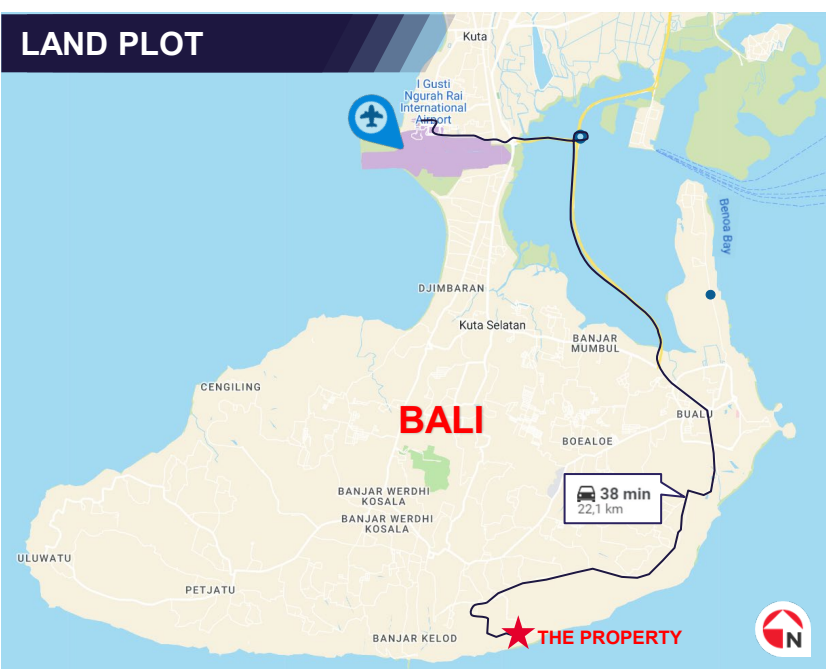 LAND PLOT
Kuta
I Gusti
Ngurah Rai
International
Airport
Benoa Bay
DJIMBARAN
Kuta Selatan
BANJAR
MUMBUL
CENGILING
BALI
BUALU
BOEALOE
BANJAR WERDHI
KOSALA
38 min
22,1 km
BANJAR WERDHI
KOSALA
ULUWATU
PETJATU
BANJAR KELOD
THE PROPERTY
N